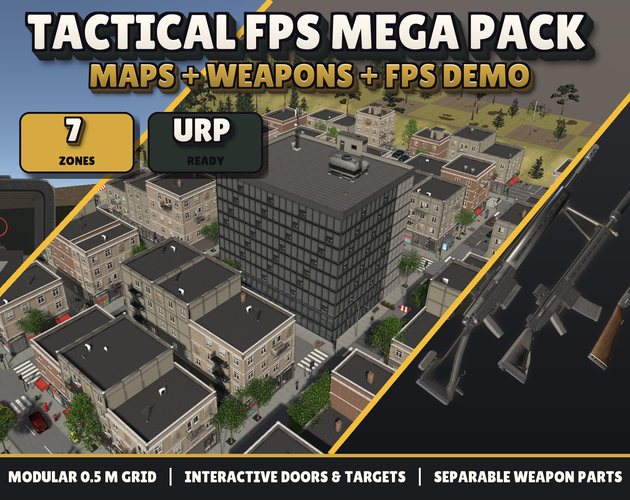 TACTICAL FPS MEGA PACK
MAPS + WEAPONS + FPS DEMO
7
ZONES
URP
READY
MODULAR 0.5 M GRID | INTERACTIVE DOORS & TARGETS | SEPARABLE WEAPON PARTS